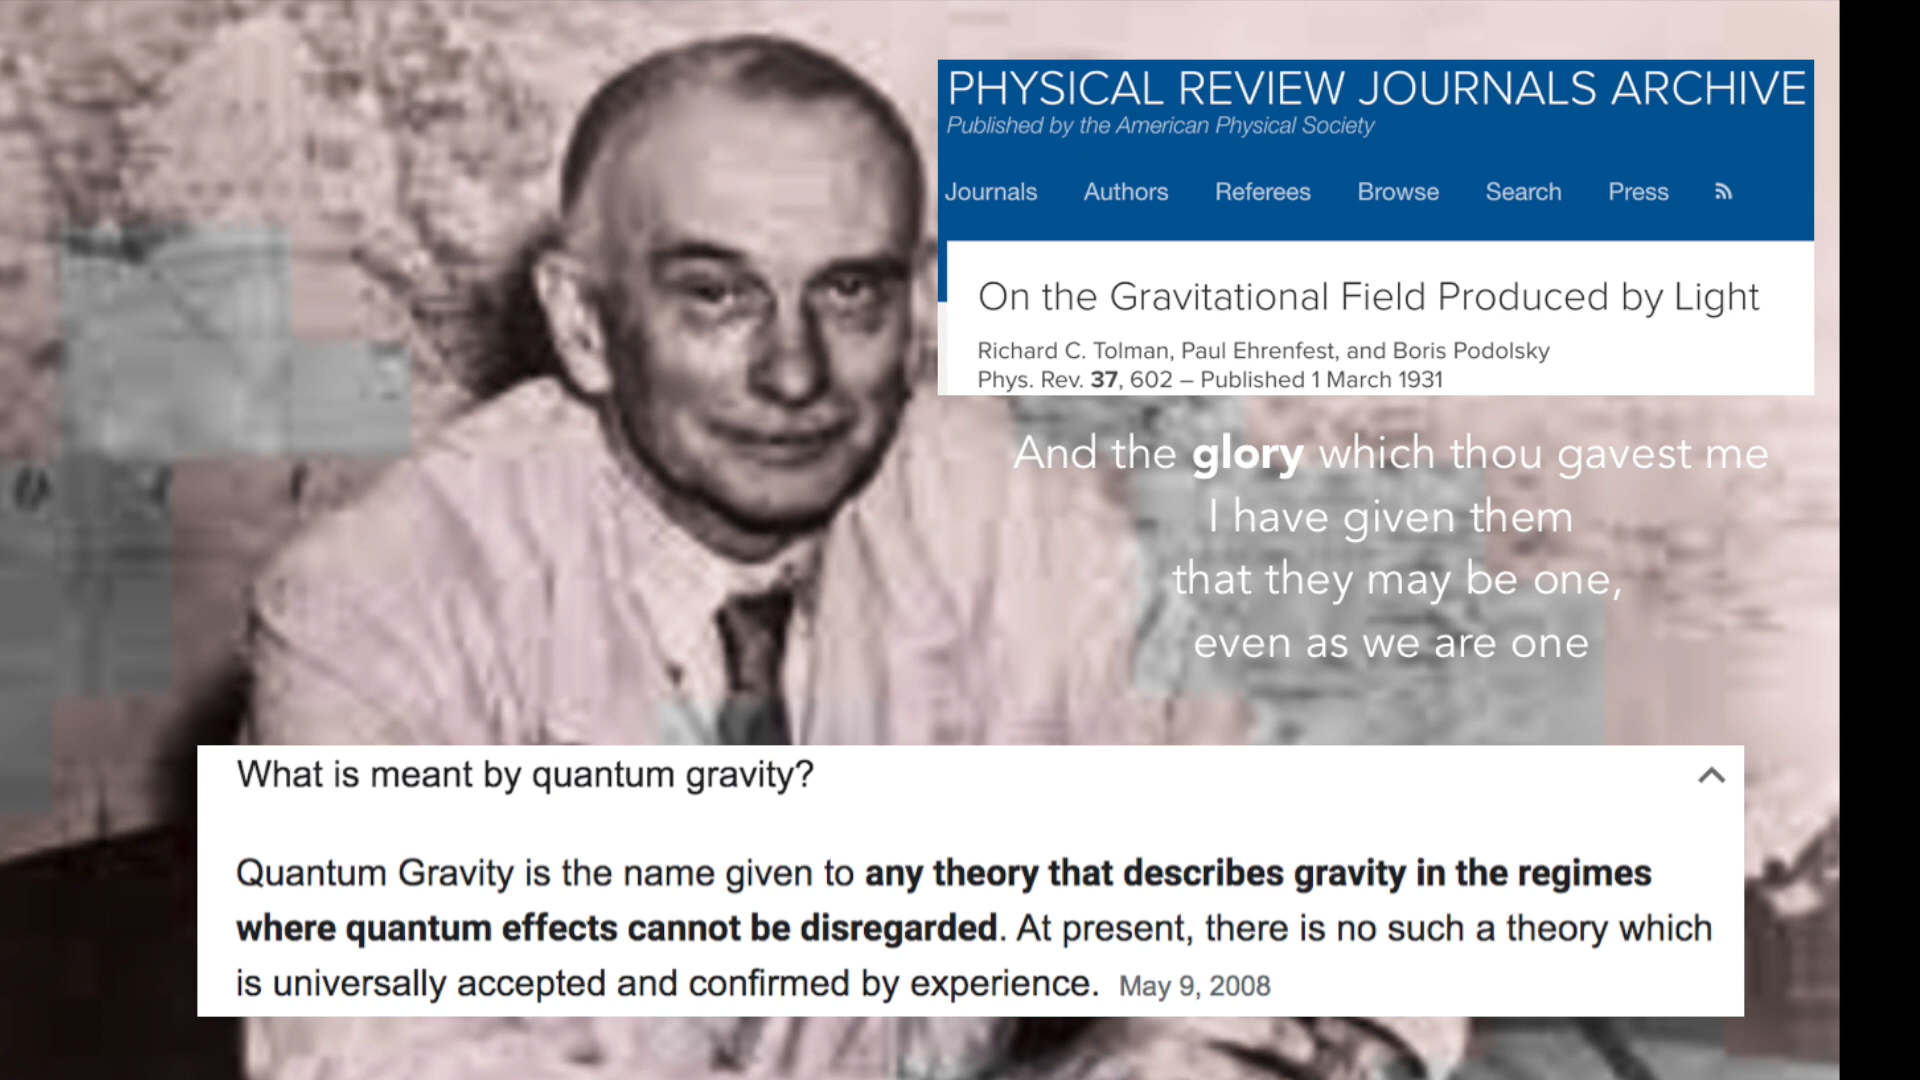 PHYSICAL REVIEW JOURNALS ARCHIVE
Published by the American Physical Society
Journals Authors Referees Browse Search Press
On the Gravitational Field Produced by Light
Richard C. Tolman, Paul Ehrenfest, and Boris Podolsky
Phys. Rev. 37, 602 – Published 1 March 1931
And the glory which thou gavest me
I have given them
that they may be one,
even as we are one
What is meant by quantum gravity?
Quantum Gravity is the name given to any theory that describes gravity in the regimes
where quantum effects cannot be disregarded. At present, there is no such a theory which
is universally accepted and confirmed by experience. May 9, 2008